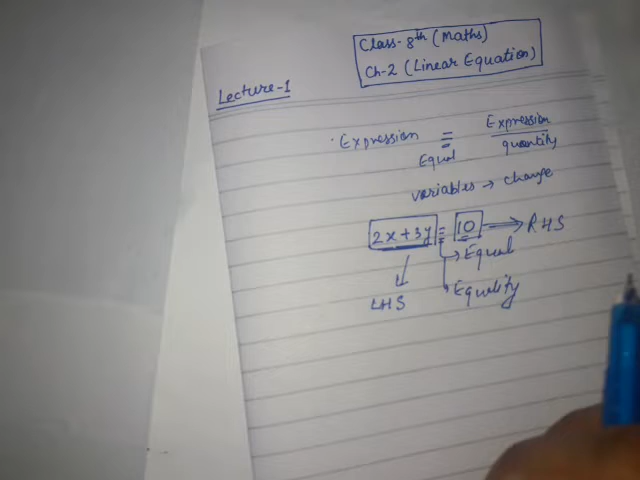 Class-8th (Maths)
Ch-2 (Linear Equation)
Lecture-1
Expression = Expression/quantity
Equal
variables → change
2x+3y = 10 → RHS
→ Equal
LHS → Equality